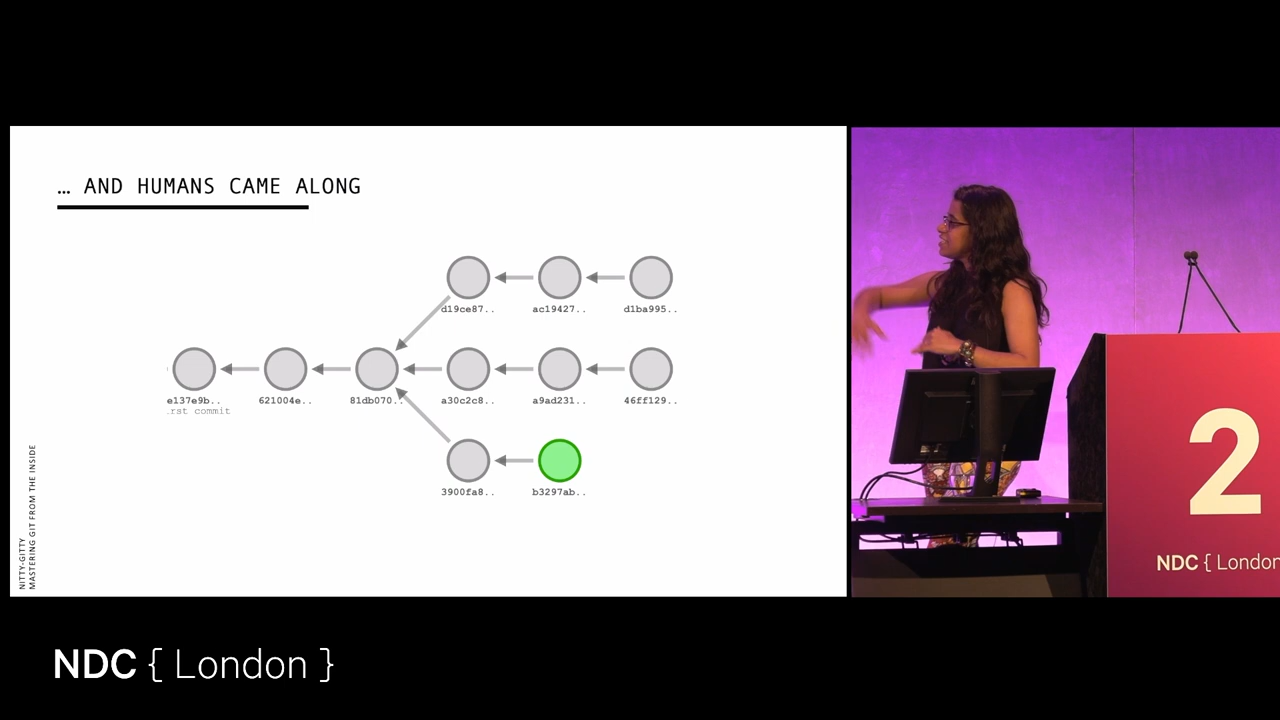 … AND HUMANS CAME ALONG
d19ce87..
ac19427..
d1ba995..
e137e9b..
621004e..
81db070..
a30c2c8..
a9ad231..
46ff129..
.rst commit
3900fa8..
b3297ab..
NITTY-GITTY
MASTERING GIT FROM THE INSIDE
2
NDC { London
NDC { London }